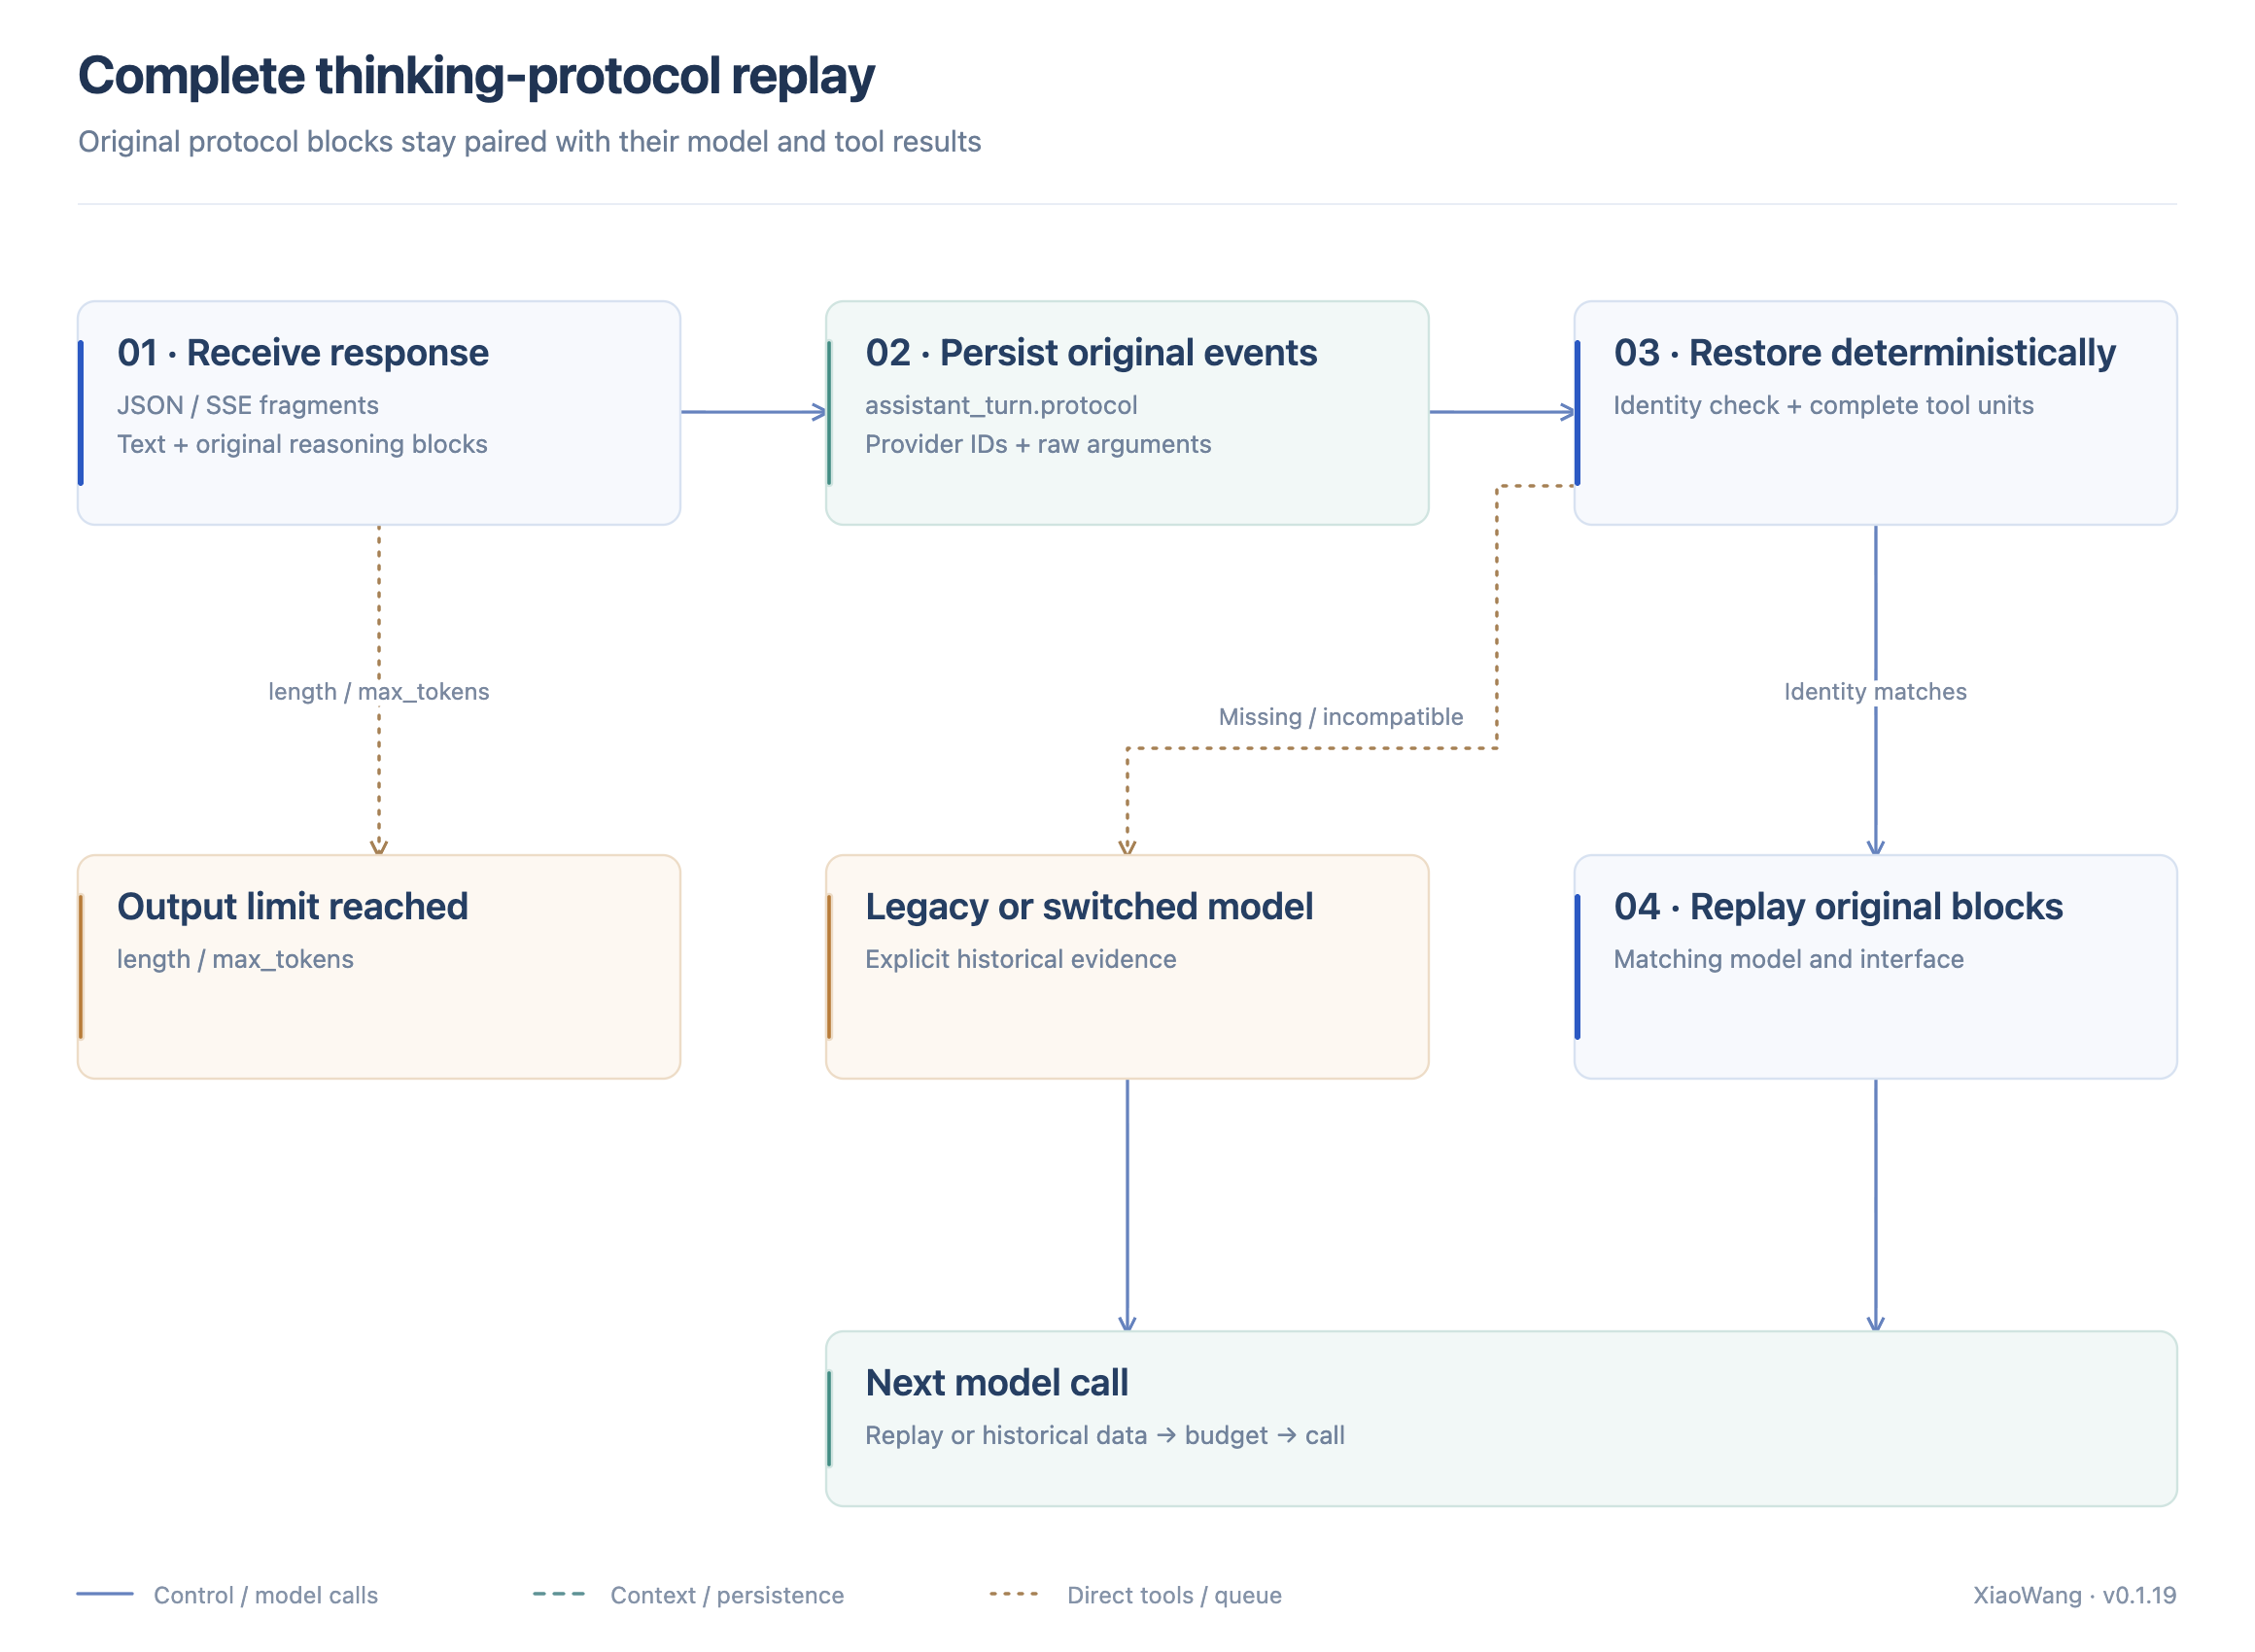 Complete thinking-protocol replay
Original protocol blocks stay paired with their model and tool results
01 · Receive response
JSON / SSE fragments
Text + original reasoning blocks
02 · Persist original events
assistant_turn.protocol
Provider IDs + raw arguments
03 · Restore deterministically
Identity check + complete tool units
length / max_tokens
Missing / incompatible
Identity matches
Output limit reached
length / max_tokens
Legacy or switched model
Explicit historical evidence
04 · Replay original blocks
Matching model and interface
Next model call
Replay or historical data → budget → call
Control / model calls
Context / persistence
Direct tools / queue
XiaoWang · v0.1.19